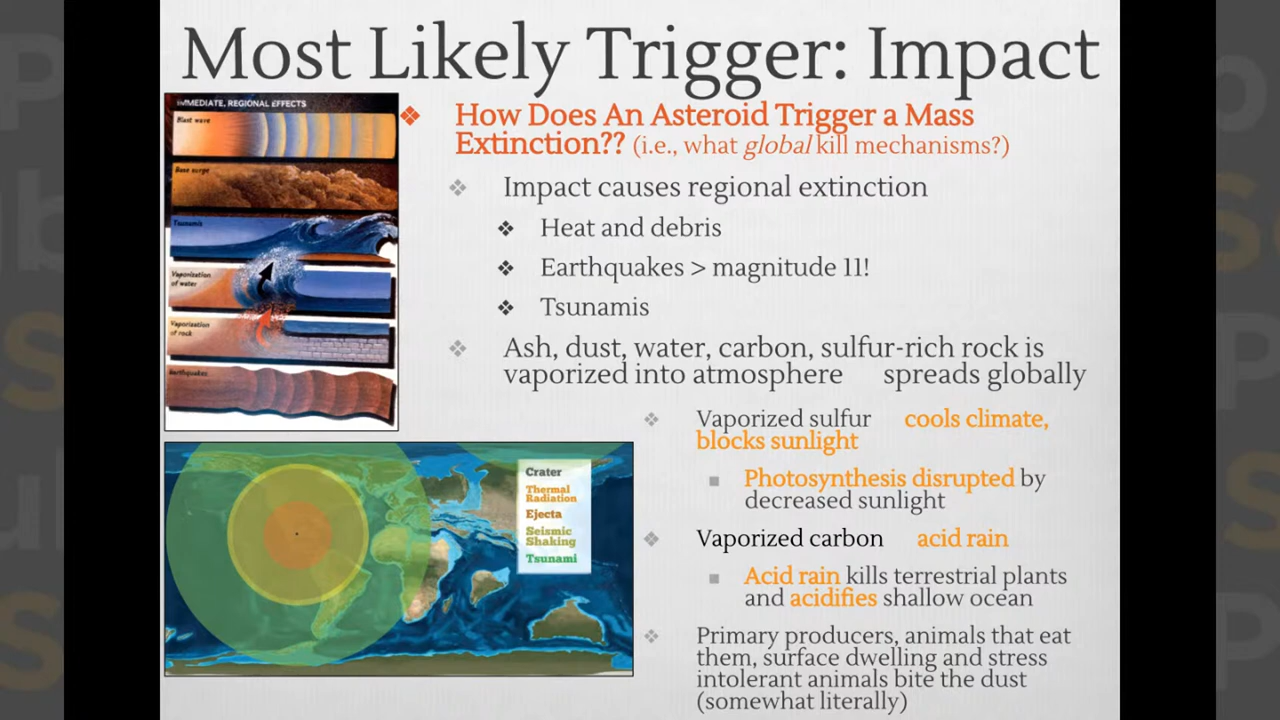 Most Likely Trigger: Impact
IMMEDIATE, REGIONAL EFFECTS
Blast wave
Base surge
Tsunamis
Vaporization
of water
Vaporization
of rock
Earthquakes
❖ How Does An Asteroid Trigger a Mass
Extinction?? (i.e., what global kill mechanisms?)
❖ Impact causes regional extinction
❖ Heat and debris
❖ Earthquakes > magnitude 11!
❖ Tsunamis
❖ Ash, dust, water, carbon, sulfur-rich rock is
vaporized into atmosphere spreads globally
❖ Vaporized sulfur cools climate,
blocks sunlight
■ Photosynthesis disrupted by
decreased sunlight
❖ Vaporized carbon acid rain
■ Acid rain kills terrestrial plants
and acidifies shallow ocean
❖ Primary producers, animals that eat
them, surface dwelling and stress
intolerant animals bite the dust
(somewhat literally)
Crater
Thermal
Radiation
Ejecta
Seismic
Shaking
Tsunami